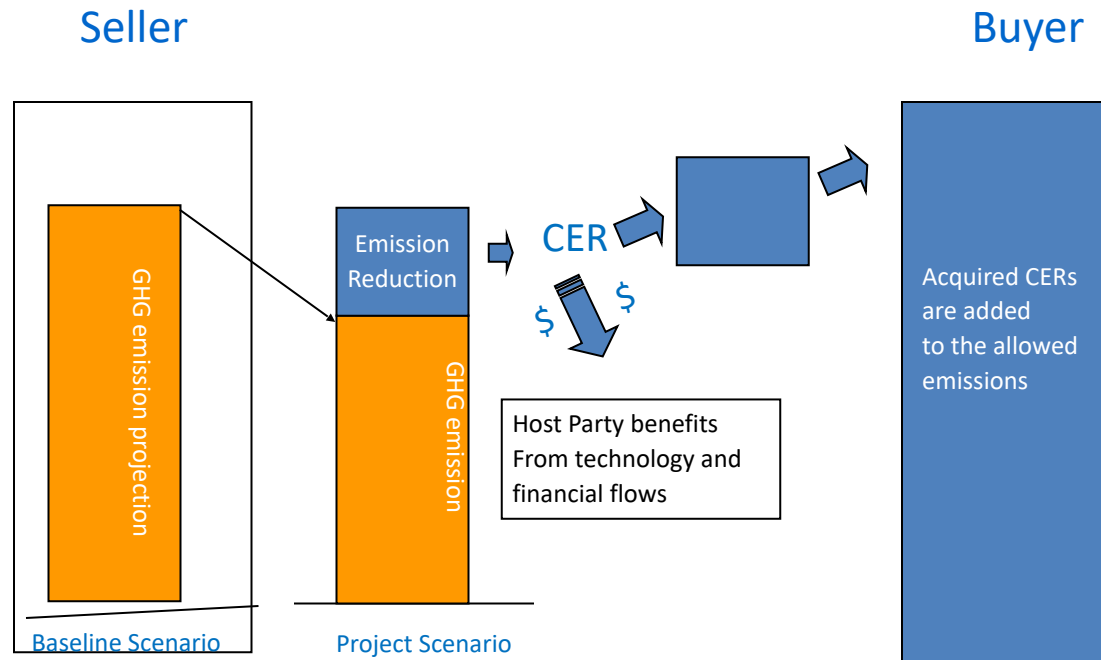 Seller
Buyer
GHG emission projection
Baseline Scenario
Emission
Reduction
GHG emission
Project Scenario
CER
$
$
Host Party benefits
From technology and
financial flows
Acquired CERs
are added
to the allowed
emissions